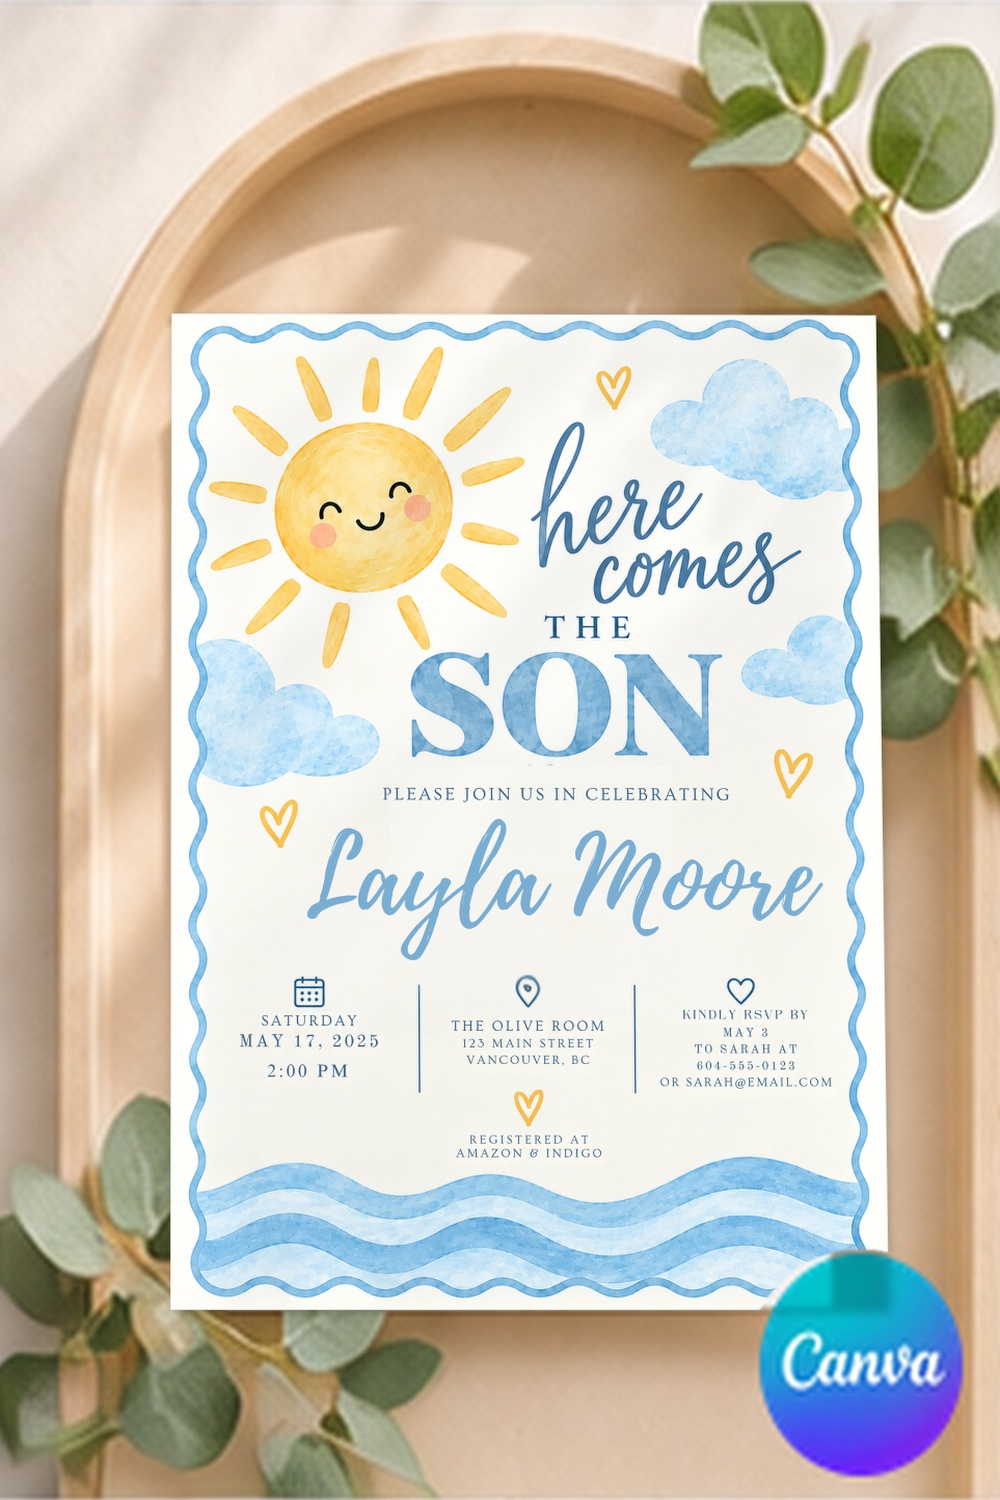 here
comes
THE
SON
PLEASE JOIN US IN CELEBRATING
Layla Moore
SATURDAY
MAY 17, 2025
2:00 PM
THE OLIVE ROOM
123 MAIN STREET
VANCOUVER, BC
KINDLY RSVP BY
MAY 3
TO SARAH AT
604-555-0123
OR SARAH@EMAIL.COM
REGISTERED AT
AMAZON & INDIGO
Canva